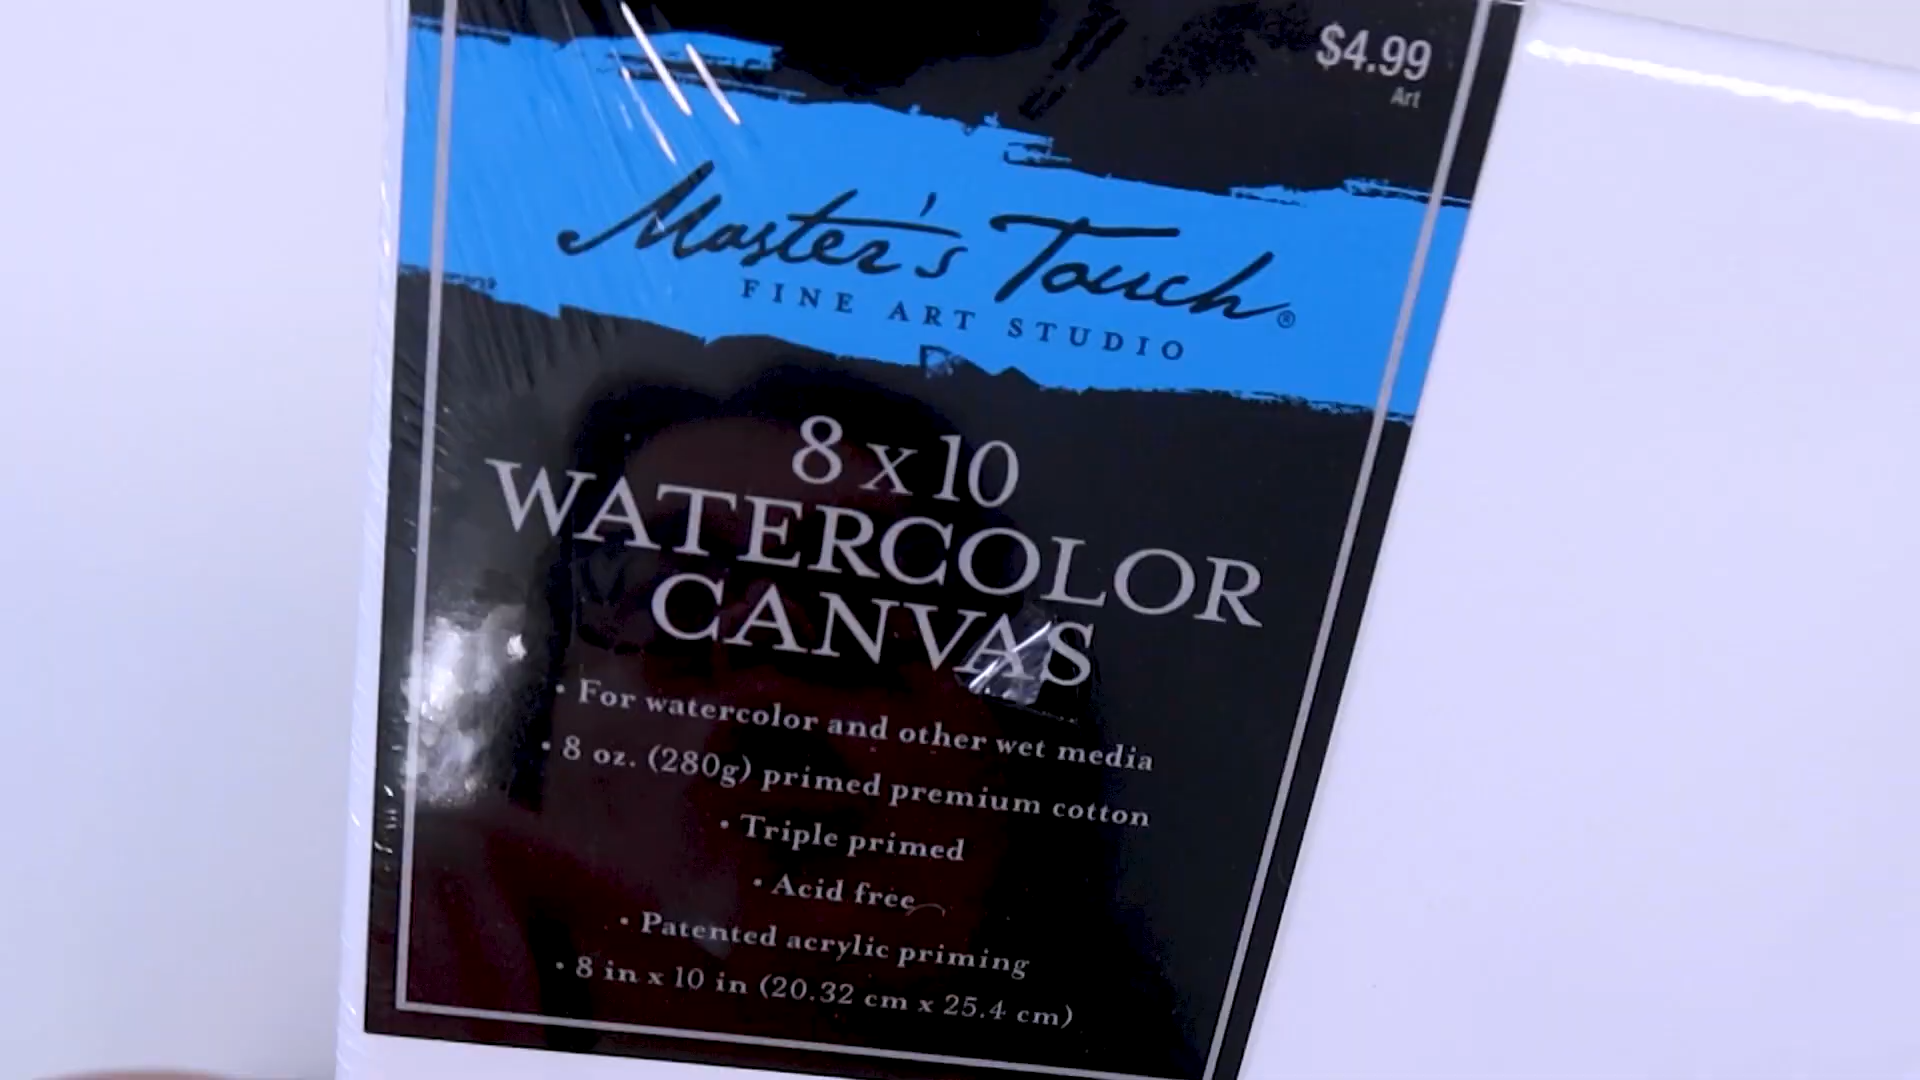 $4.99
Art
Master's Touch®
FINE ART STUDIO
8 x 10
WATERCOLOR
CANVAS
• For watercolor and other wet media
• 8 oz. (280g) primed premium cotton
• Triple primed
• Acid free
• Patented acrylic priming
• 8 in x 10 in (20.32 cm x 25.4 cm)